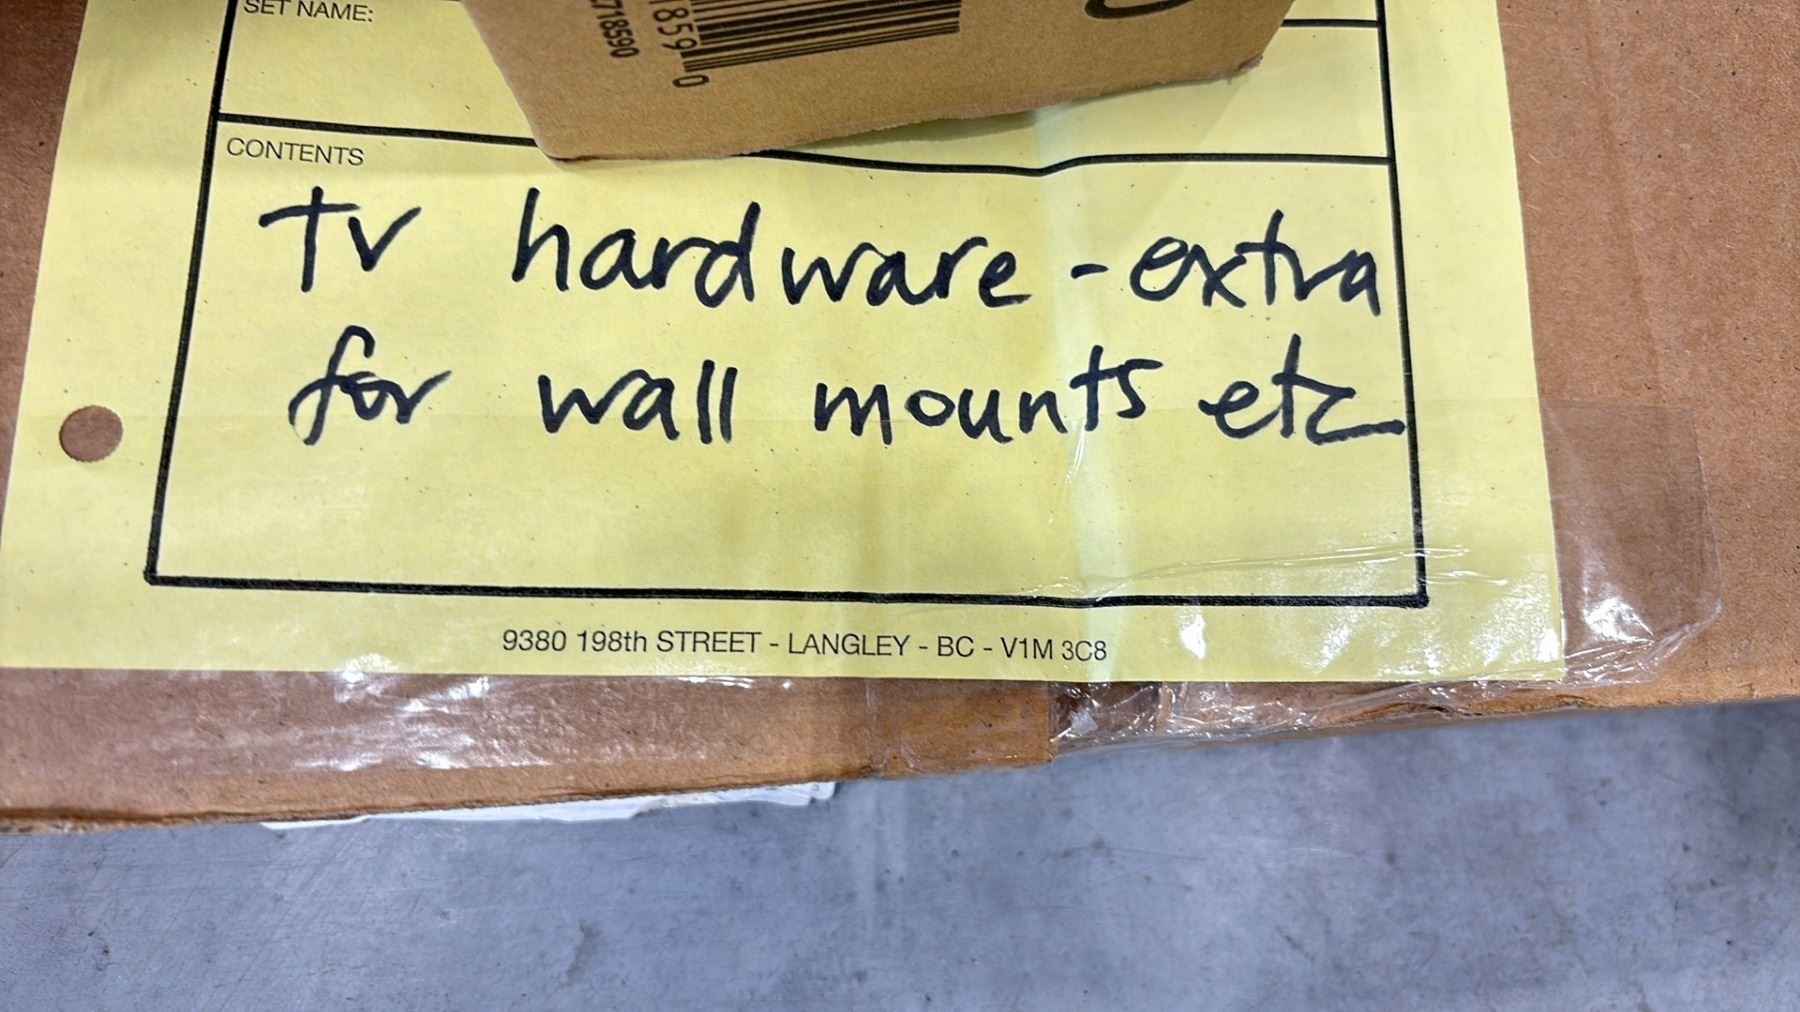 SET NAME:
CONTENTS
TV hardware - extra
for wall mounts etc
9380 198th STREET - LANGLEY - BC - V1M 3C8